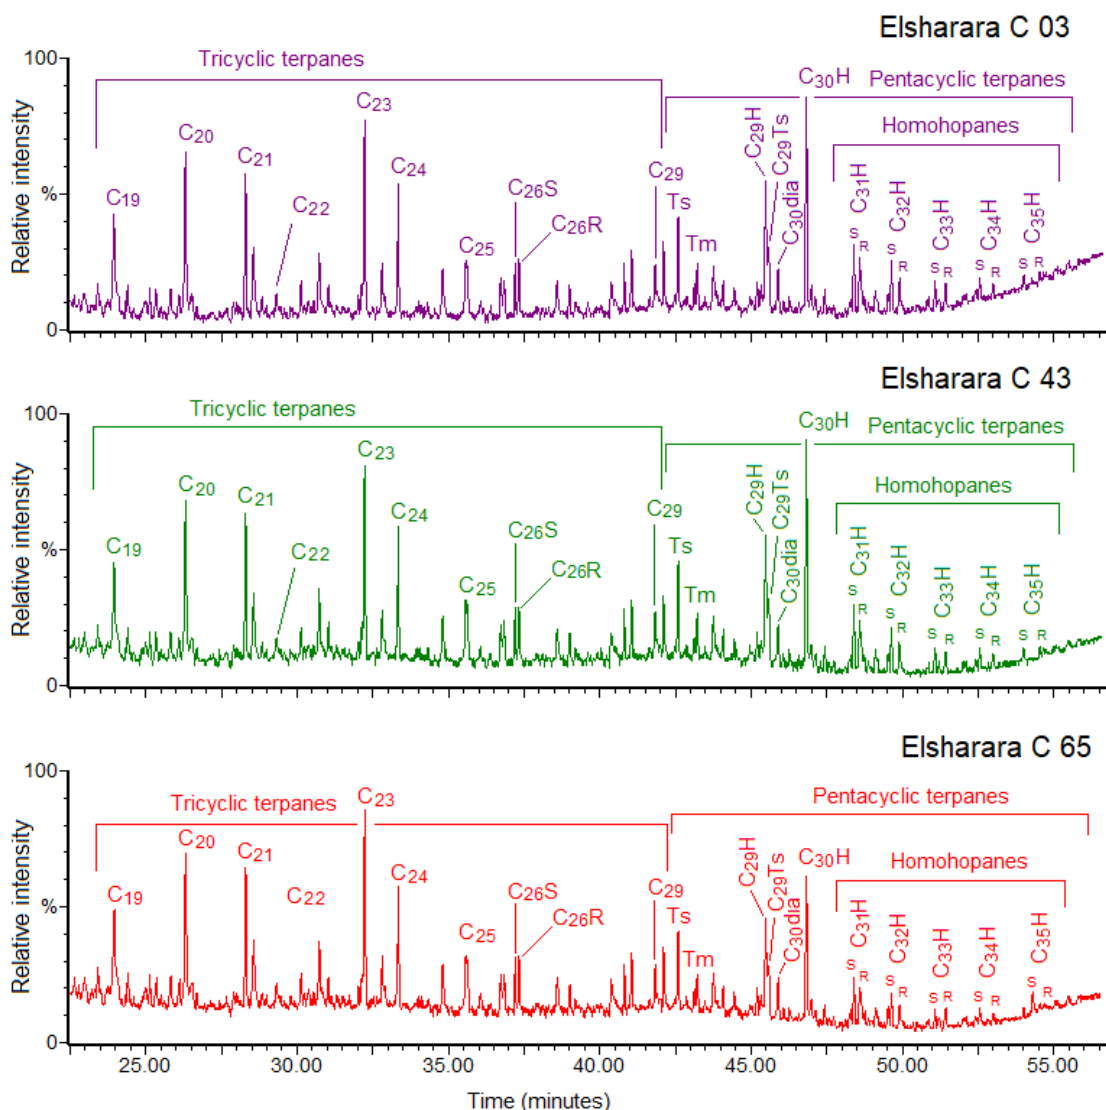 Elsharara C 03
Relative intensity
100
%
0
Tricyclic terpanes
Pentacyclic terpanes
Homohopanes
C19
C20
C21
C22
C23
C24
C25
C26S
C26R
C29
Ts
Tm
C29H
C29Ts
C30dia
C30H
C31H
S R
C32H
S R
C33H
S R
C34H
S R
C35H
S R
Elsharara C 43
Relative intensity
100
%
0
Tricyclic terpanes
Pentacyclic terpanes
Homohopanes
C19
C20
C21
C22
C23
C24
C25
C26S
C26R
C29
Ts
Tm
C29H
C29Ts
C30dia
C30H
C31H
S R
C32H
S R
C33H
S R
C34H
S R
C35H
S R
Elsharara C 65
Relative intensity
100
%
0
Tricyclic terpanes
Pentacyclic terpanes
Homohopanes
C19
C20
C21
C22
C23
C24
C25
C26S
C26R
C29
Ts
Tm
C29H
C29Ts
C30dia
C30H
C31H
S R
C32H
S R
C33H
S R
C34H
S R
C35H
S R
25.00 30.00 35.00 40.00 45.00 50.00 55.00
Time (minutes)